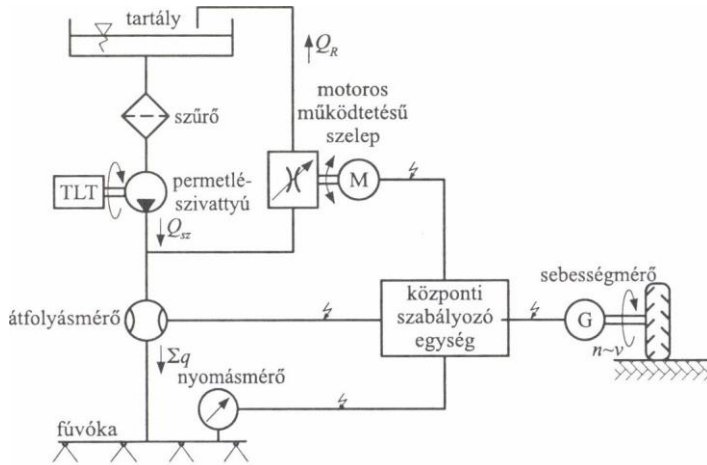 tartály
Q_R
motoros
működtetésű
szelep
szűrő
TLT
permetlé-
szivattyú
M
Q_sz
sebességmérő
központi
szabályozó
egység
G
n~v
átfolyásmérő
Σq
nyomásmérő
fúvóka